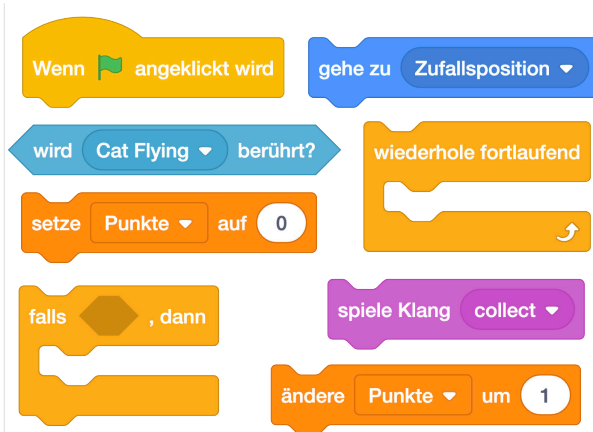 Wenn angeklickt wird
gehe zu Zufallsposition
wird Cat Flying berührt?
wiederhole fortlaufend
setze Punkte auf 0
falls , dann
spiele Klang collect
ändere Punkte um 1